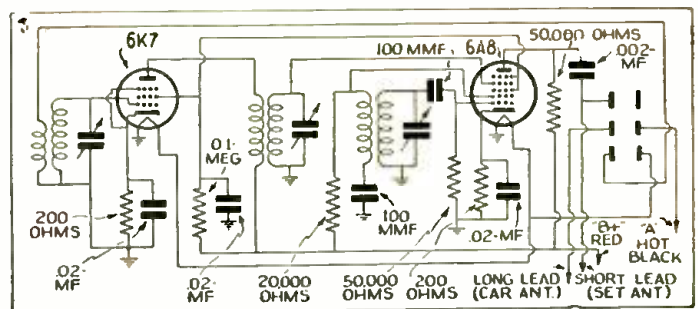 6K7
100 MMF
6A8
50,000 OHMS
.002-
MF
0.1-
MEG
200
OHMS
.02-
MF
.02-
MF
20,000
OHMS
100
MMF
50,000
OHMS
200
OHMS
.02-MF
"B+"
RED
"A"
HOT
BLACK
LONG LEAD
(CAR ANT.)
SHORT LEAD
(SET ANT)